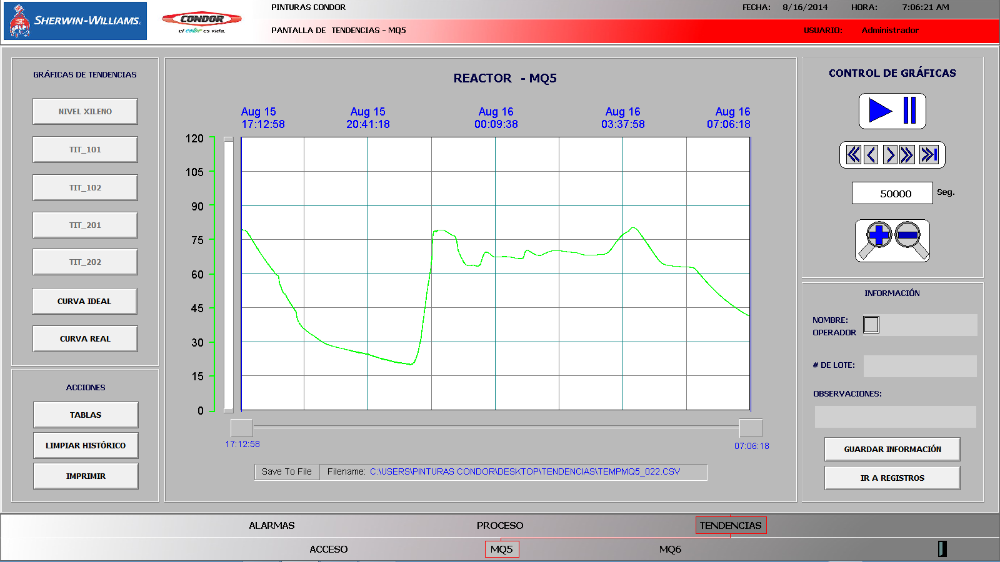 SHERWIN-WILLIAMS.
CONDOR
el color es vida.
PINTURAS CONDOR
FECHA: 8/16/2014 HORA: 7:06:21 AM
PANTALLA DE TENDENCIAS - MQ5
USUARIO: Administrador
GRÁFICAS DE TENDENCIAS
NIVEL XILENO
TIT_101
TIT_102
TIT_201
TIT_202
CURVA IDEAL
CURVA REAL
ACCIONES
TABLAS
LIMPIAR HISTÓRICO
IMPRIMIR
REACTOR - MQ5
Aug 15 Aug 15 Aug 16 Aug 16 Aug 16
17:12:58 20:41:18 00:09:38 03:37:58 07:06:18
120
105
90
75
60
45
30
15
0
17:12:58 07:06:18
Save To File Filename: C:\USERS\PINTURAS CONDOR\DESKTOP\TENDENCIAS\TEMPMQ5_022.CSV
CONTROL DE GRÁFICAS
50000 Seg.
INFORMACIÓN
NOMBRE:
OPERADOR
# DE LOTE:
OBSERVACIONES:
GUARDAR INFORMACIÓN
IR A REGISTROS
ALARMAS PROCESO TENDENCIAS
ACCESO MQ5 MQ6